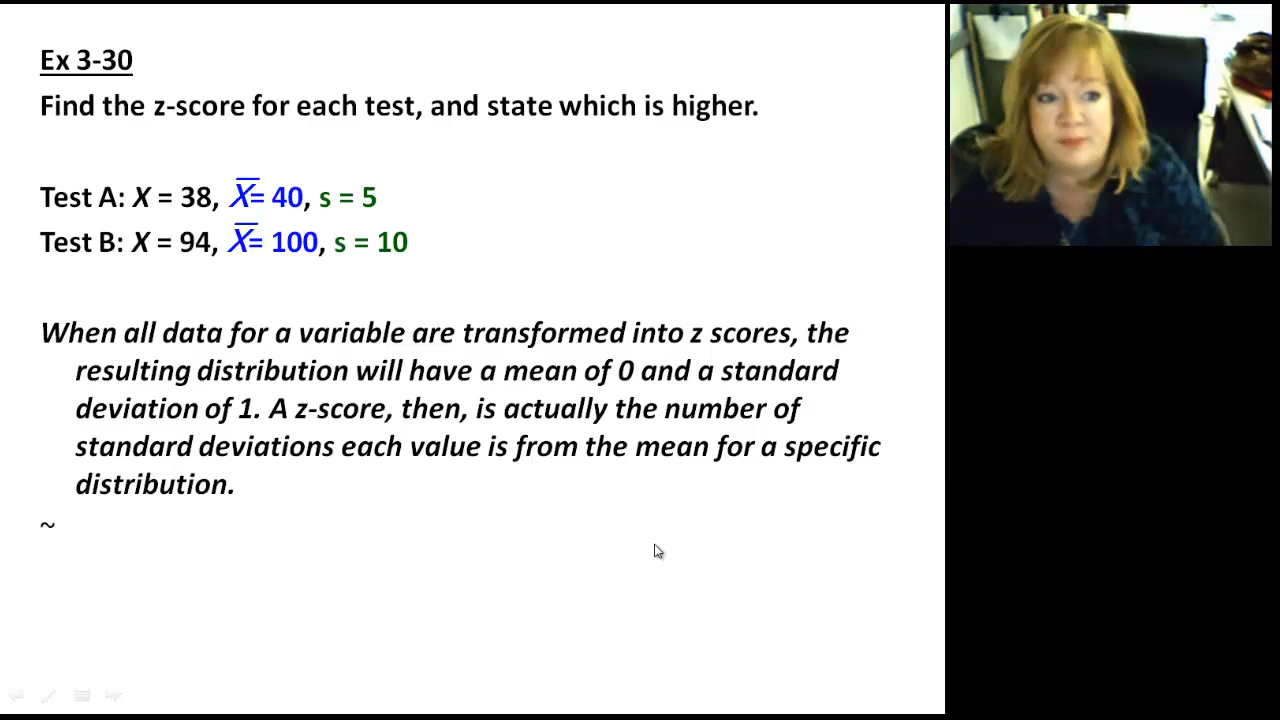 Ex 3-30
Find the z-score for each test, and state which is higher.
Test A: X = 38, X̅= 40, s = 5
Test B: X = 94, X̅= 100, s = 10
When all data for a variable are transformed into z scores, the
resulting distribution will have a mean of 0 and a standard
deviation of 1. A z-score, then, is actually the number of
standard deviations each value is from the mean for a specific
distribution.
~